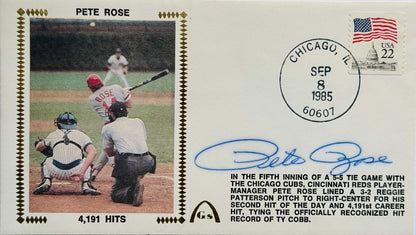 PETE ROSE
ROSE
14
4,191 HITS
GS
CHICAGO, IL
SEP
8
1985
60607
USA
22
Pete Rose
IN THE FIFTH INNING OF A 5-5 TIE GAME WITH
THE CHICAGO CUBS, CINCINNATI REDS PLAYER-
MANAGER PETE ROSE LINED A 3-2 REGGIE
PATTERSON PITCH TO RIGHT-CENTER FOR HIS
SECOND HIT OF THE DAY AND 4,191st CAREER
HIT, TYING THE OFFICIALLY RECOGNIZED HIT
RECORD OF TY COBB.